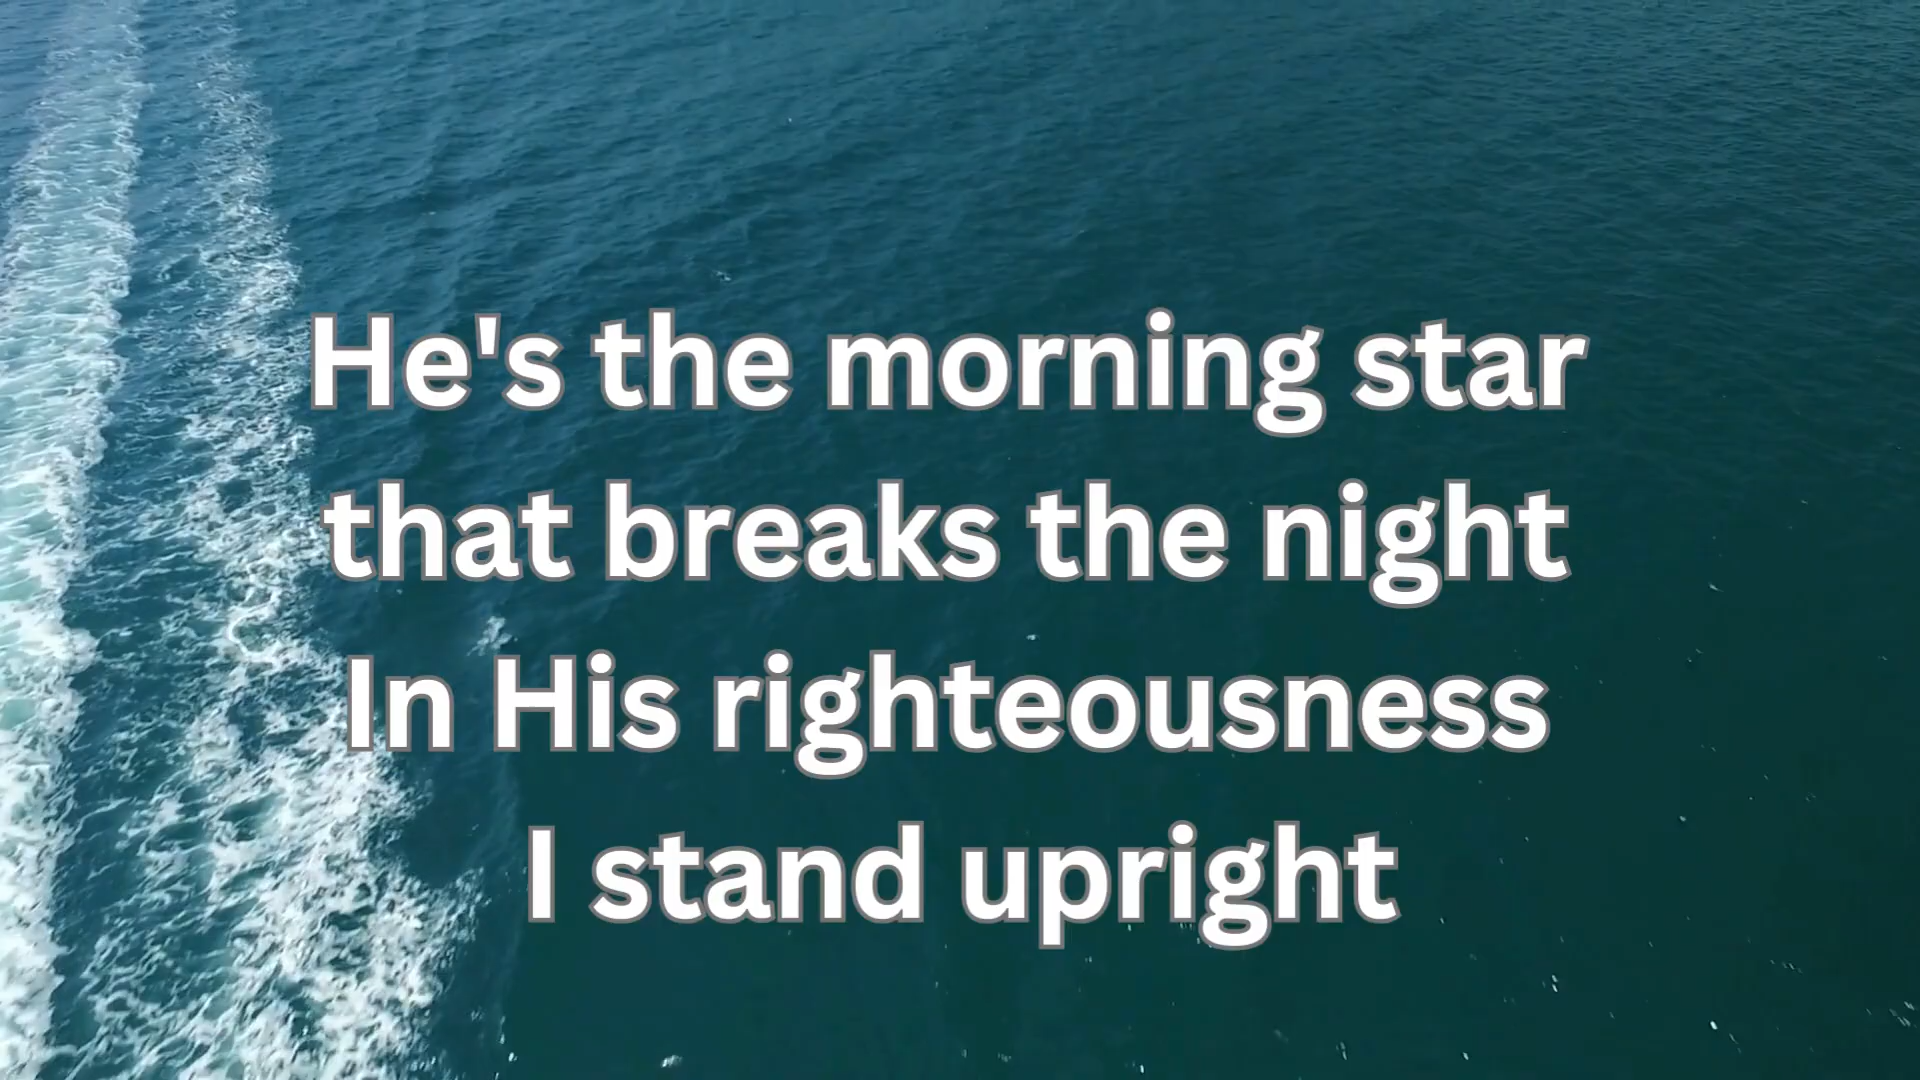 He's the morning star
that breaks the night
In His righteousness
I stand upright